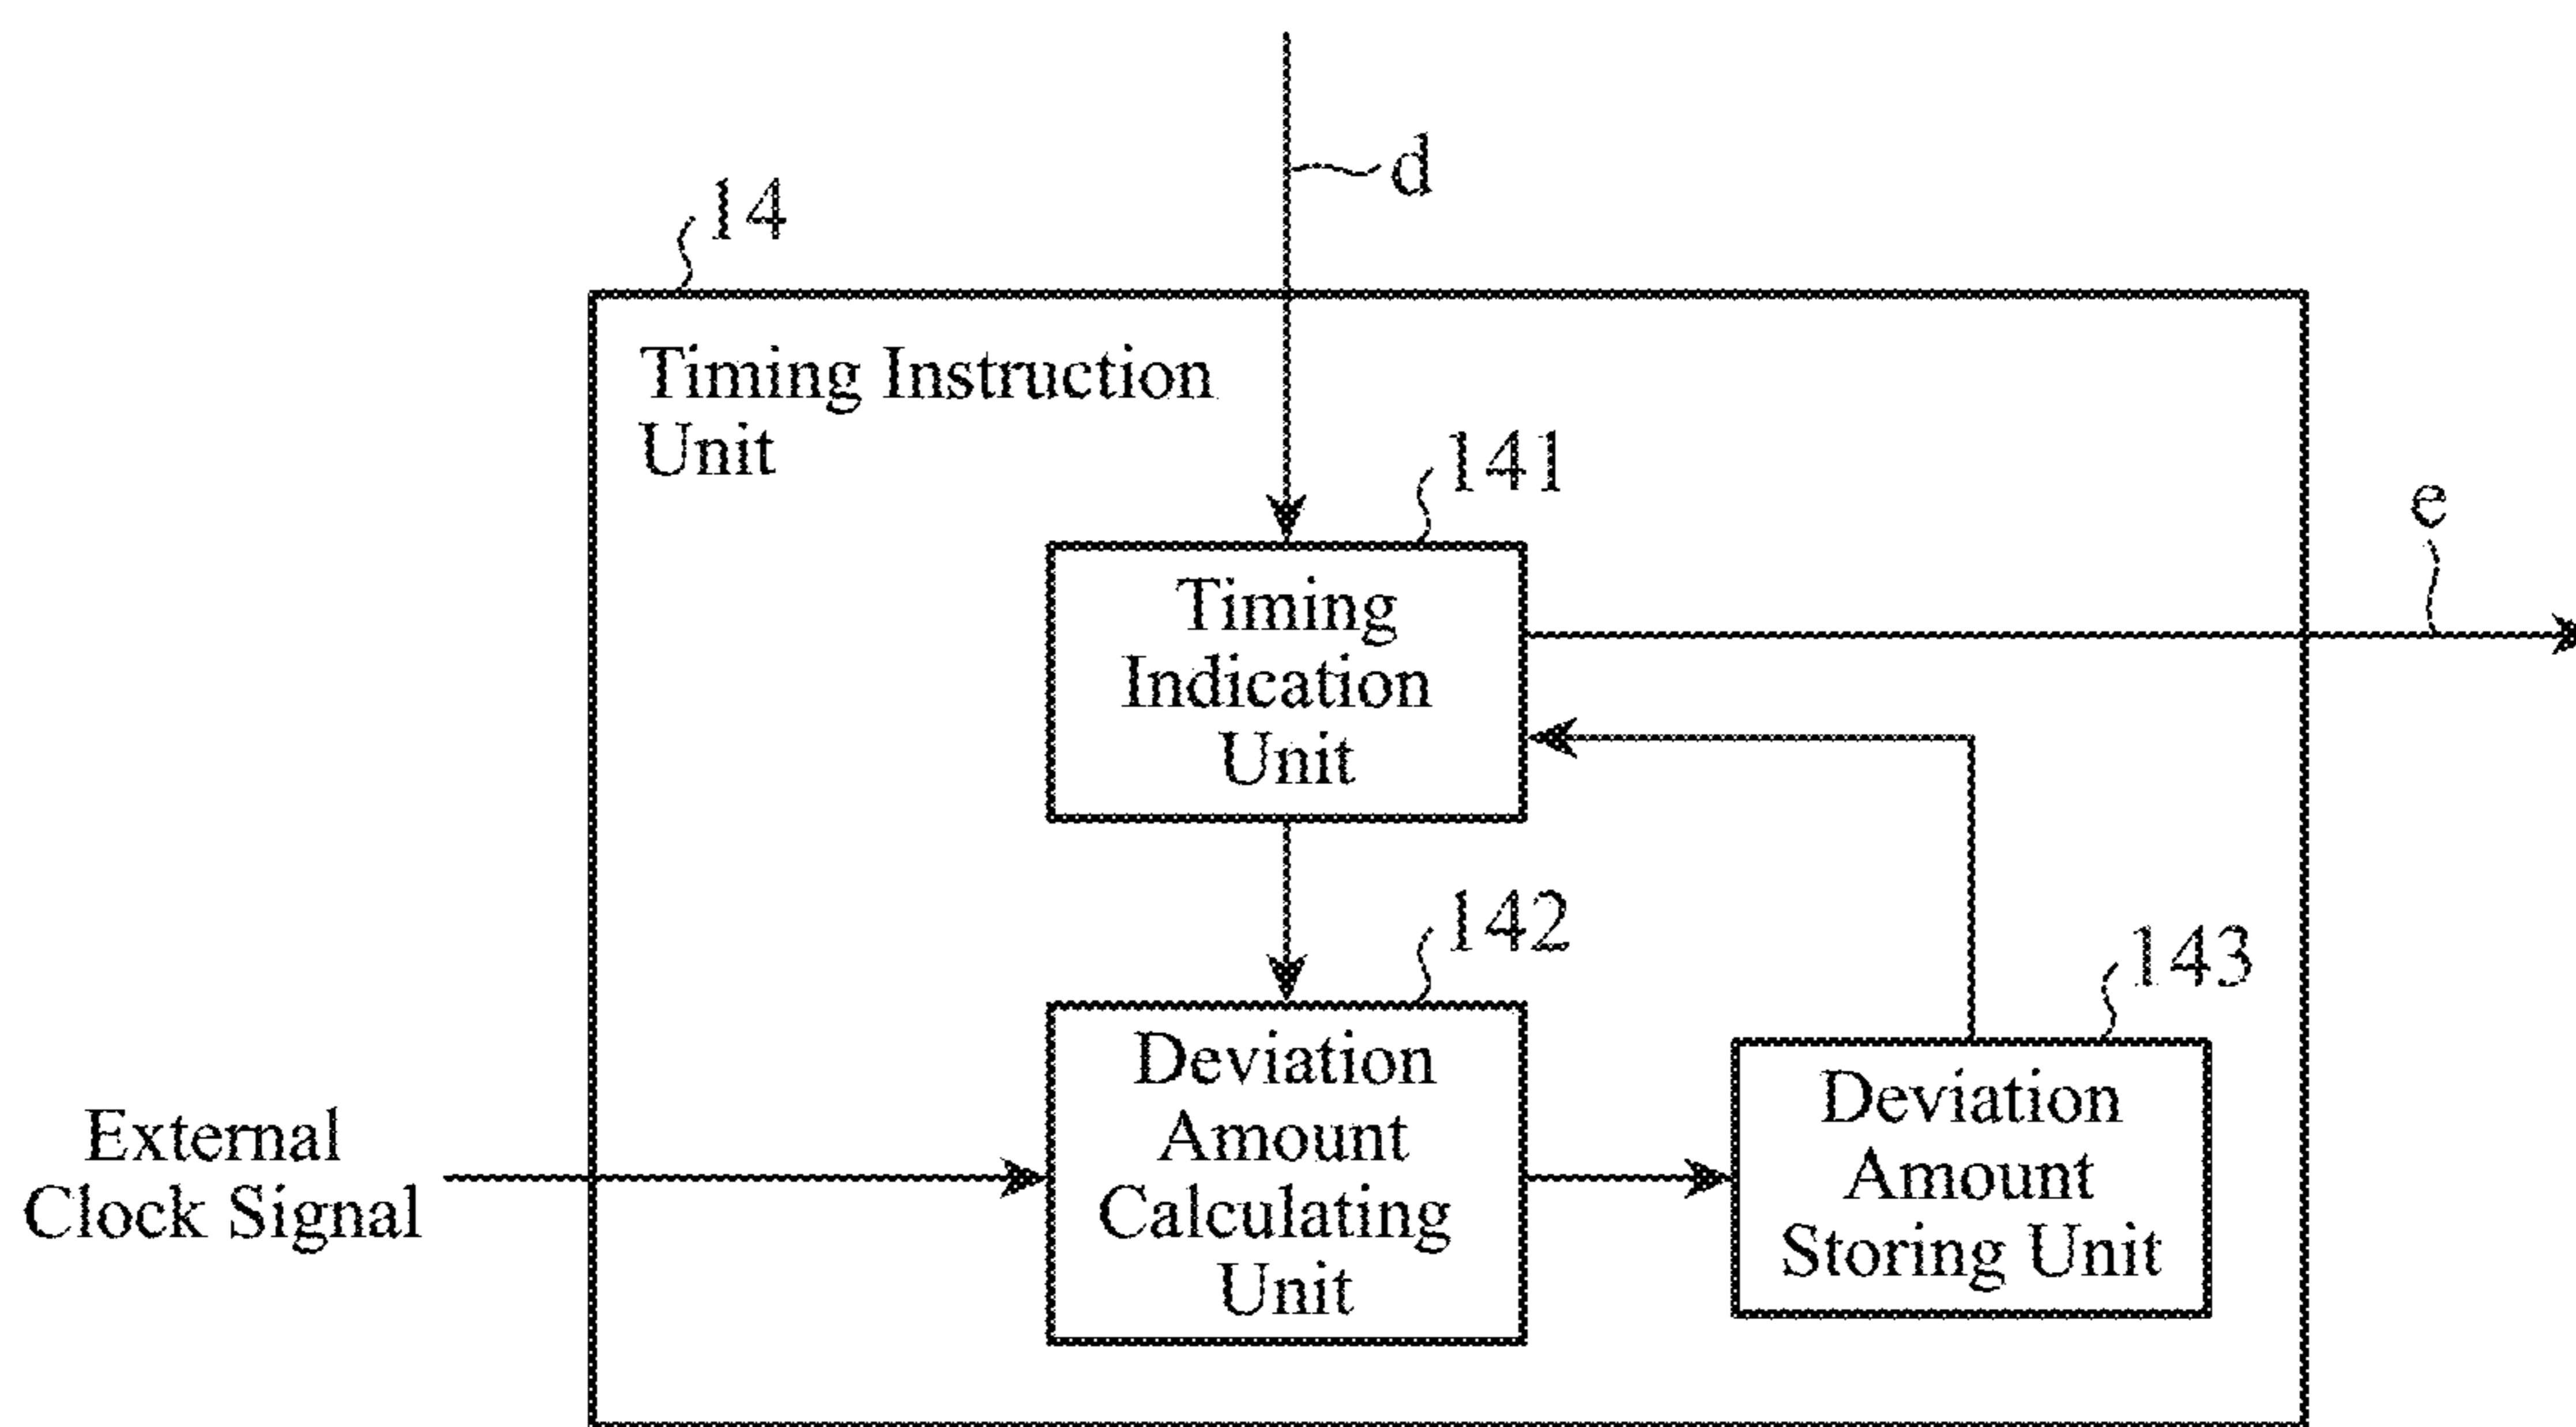 d
14
Timing Instruction
Unit
141
e
Timing
Indication
Unit
142
143
Deviation
Amount
Calculating
Unit
Deviation
Amount
Storing Unit
External
Clock Signal